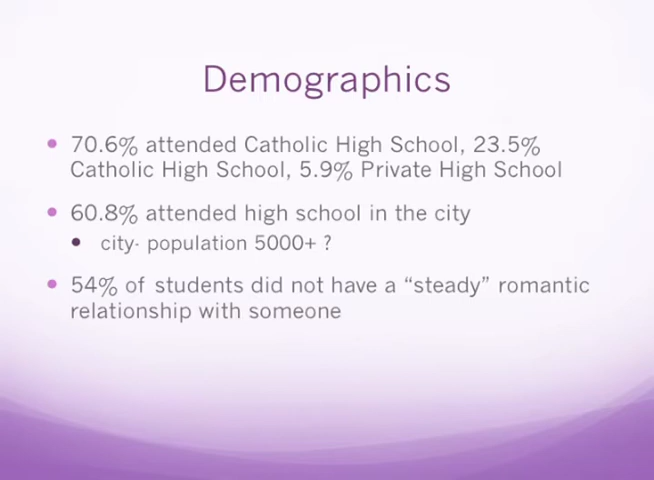 Demographics
70.6% attended Catholic High School, 23.5%
Catholic High School, 5.9% Private High School
60.8% attended high school in the city
city- population 5000+ ?
54% of students did not have a “steady” romantic
relationship with someone